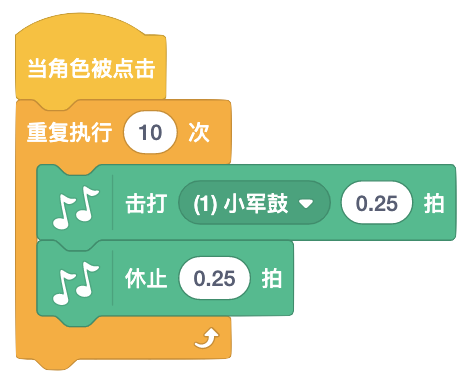 当角色被点击
重复执行 10 次
击打 (1) 小军鼓 0.25 拍
休止 0.25 拍